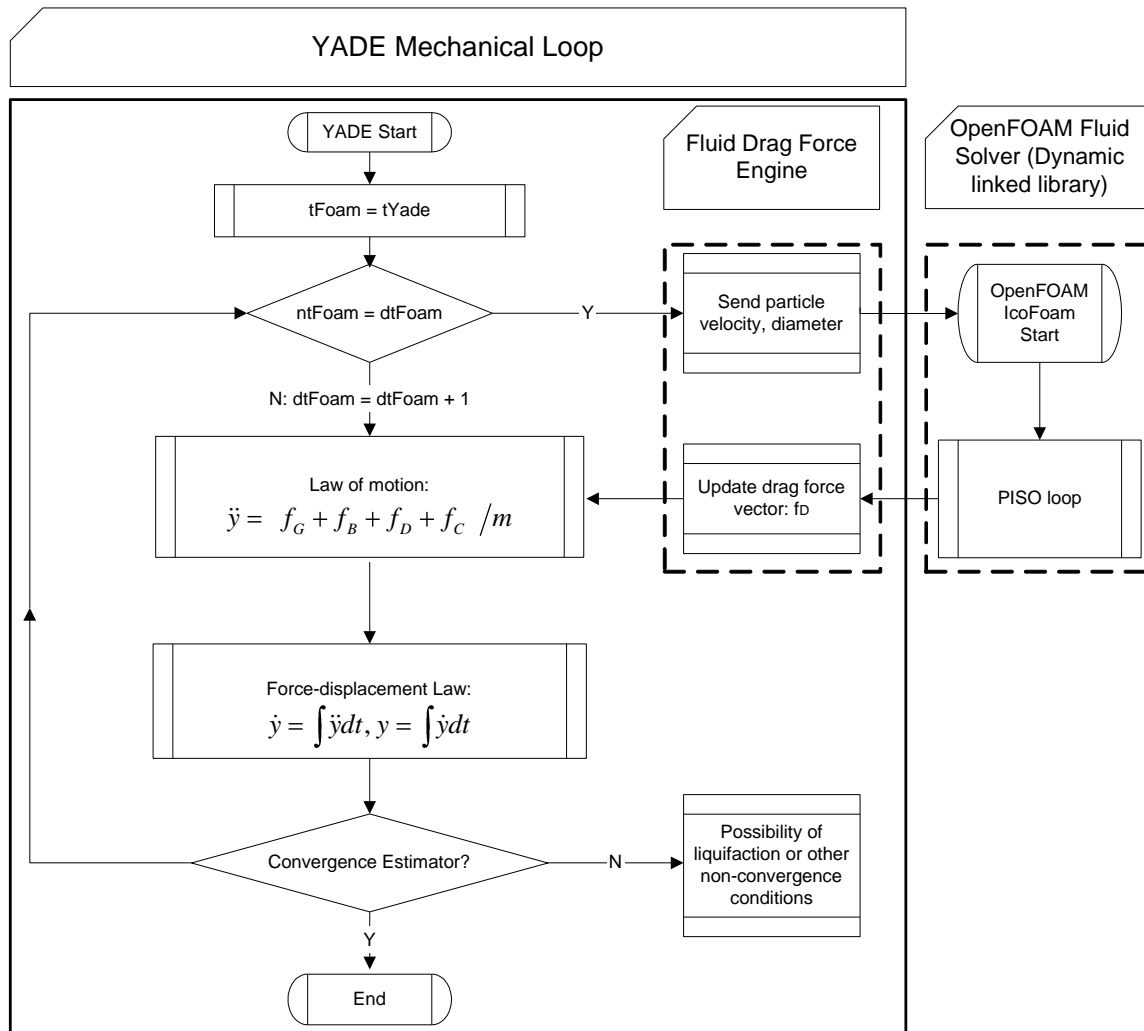 YADE Mechanical Loop
YADE Start
tFoam = tYade
ntFoam = dtFoam
Y
N: dtFoam = dtFoam + 1
Law of motion:
ÿ = f_G + f_B + f_D + f_C /m
Force-displacement Law:
ẏ = ∫ÿdt, y = ∫ẏdt
Convergence Estimator?
N
Y
End
Fluid Drag Force
Engine
Send particle
velocity, diameter
Update drag force
vector: fD
Possibility of
liquifaction or other
non-convergence
conditions
OpenFOAM Fluid
Solver (Dynamic
linked library)
OpenFOAM
IcoFoam
Start
PISO loop